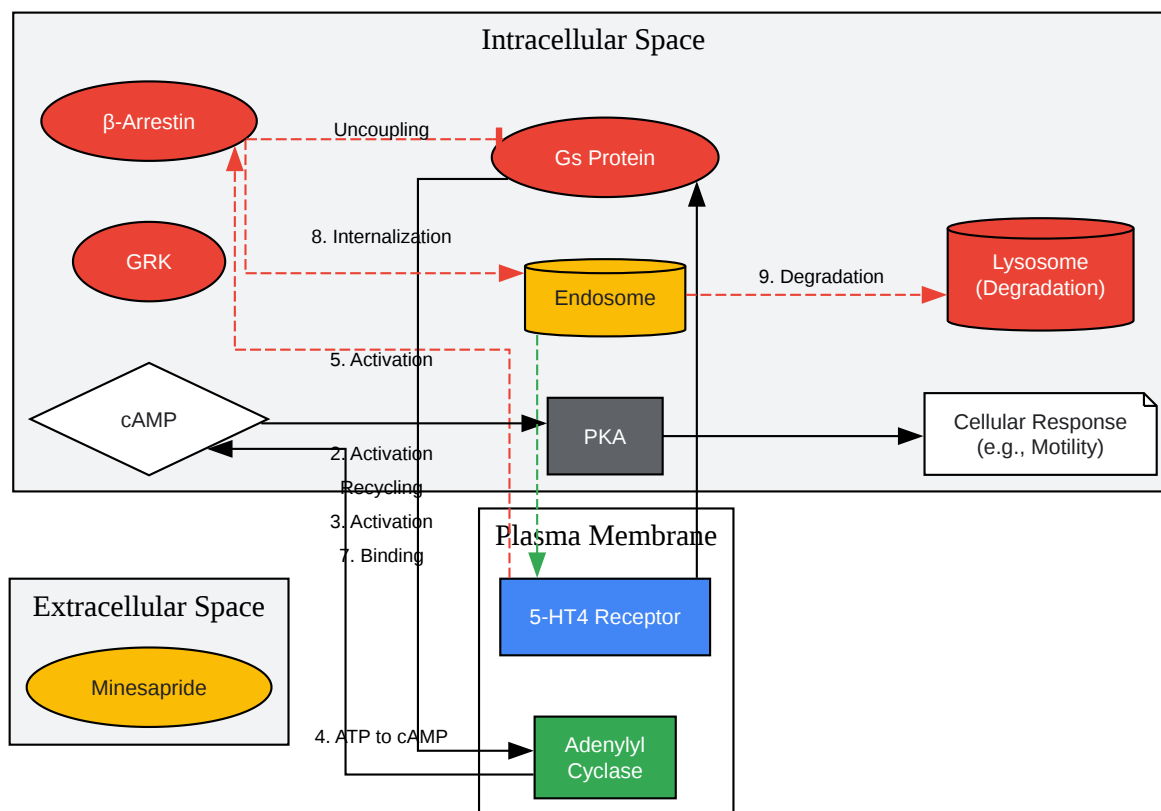 Intracellular Space
β-Arrestin
Uncoupling
Gs Protein
8. Internalization
GRK
Endosome
9. Degradation
Lysosome
(Degradation)
5. Activation
cAMP
PKA
Cellular Response
(e.g., Motility)
2. Activation
Recycling
3. Activation
7. Binding
Plasma Membrane
5-HT4 Receptor
Extracellular Space
Minesapride
4. ATP to cAMP
Adenylyl
Cyclase